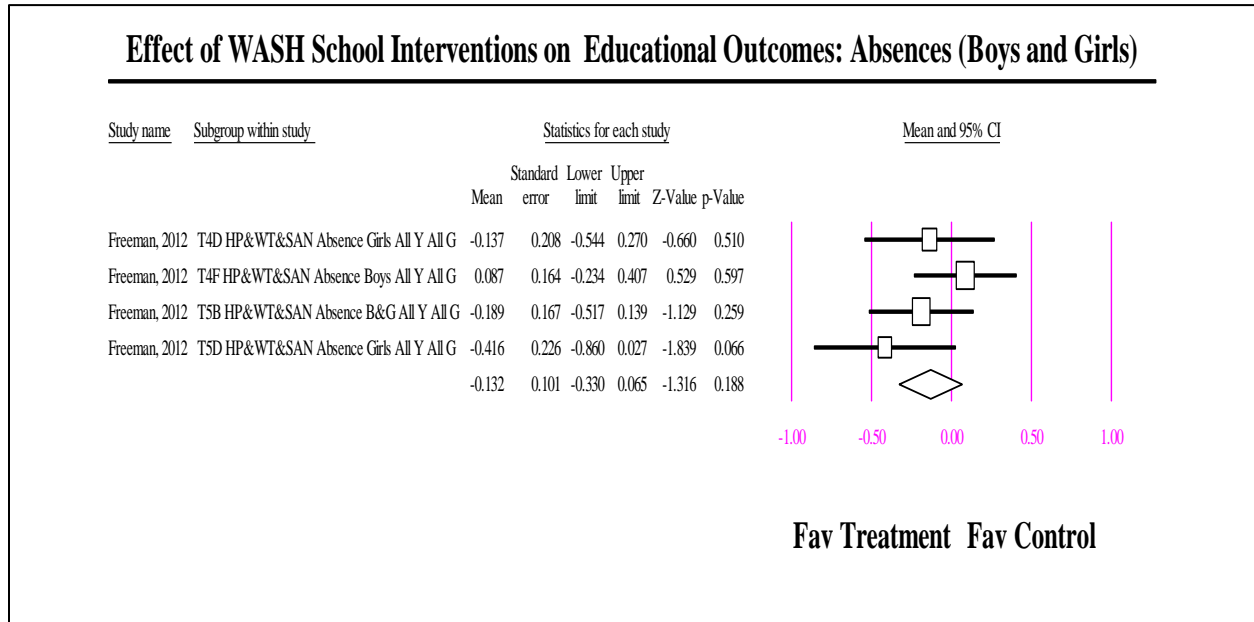 Effect of WASH School Interventions on Educational Outcomes: Absences (Boys and Girls)
Study name Subgroup within study Statistics for each study Mean and 95% CI
Standard Lower Upper
Mean error limit limit Z-Value p-Value
Freeman, 2012 T4D HP&WT&SAN Absence Girls All Y All G -0.137 0.208 -0.544 0.270 -0.660 0.510
Freeman, 2012 T4F HP&WT&SAN Absence Boys All Y All G 0.087 0.164 -0.234 0.407 0.529 0.597
Freeman, 2012 T5B HP&WT&SAN Absence B&G All Y All G -0.189 0.167 -0.517 0.139 -1.129 0.259
Freeman, 2012 T5D HP&WT&SAN Absence Girls All Y All G -0.416 0.226 -0.860 0.027 -1.839 0.066
-0.132 0.101 -0.330 0.065 -1.316 0.188
-1.00 -0.50 0.00 0.50 1.00
Fav Treatment Fav Control